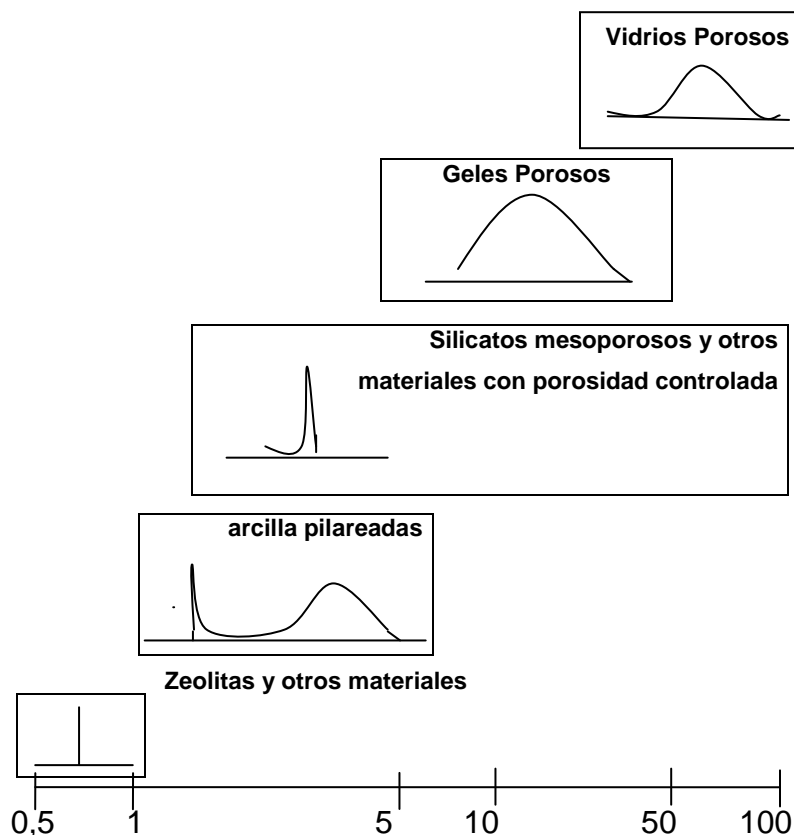 Vidrios Porosos
Geles Porosos
Silicatos mesoporosos y otros
materiales con porosidad controlada
arcilla pilareadas
Zeolitas y otros materiales
0,5 1 5 10 50 100